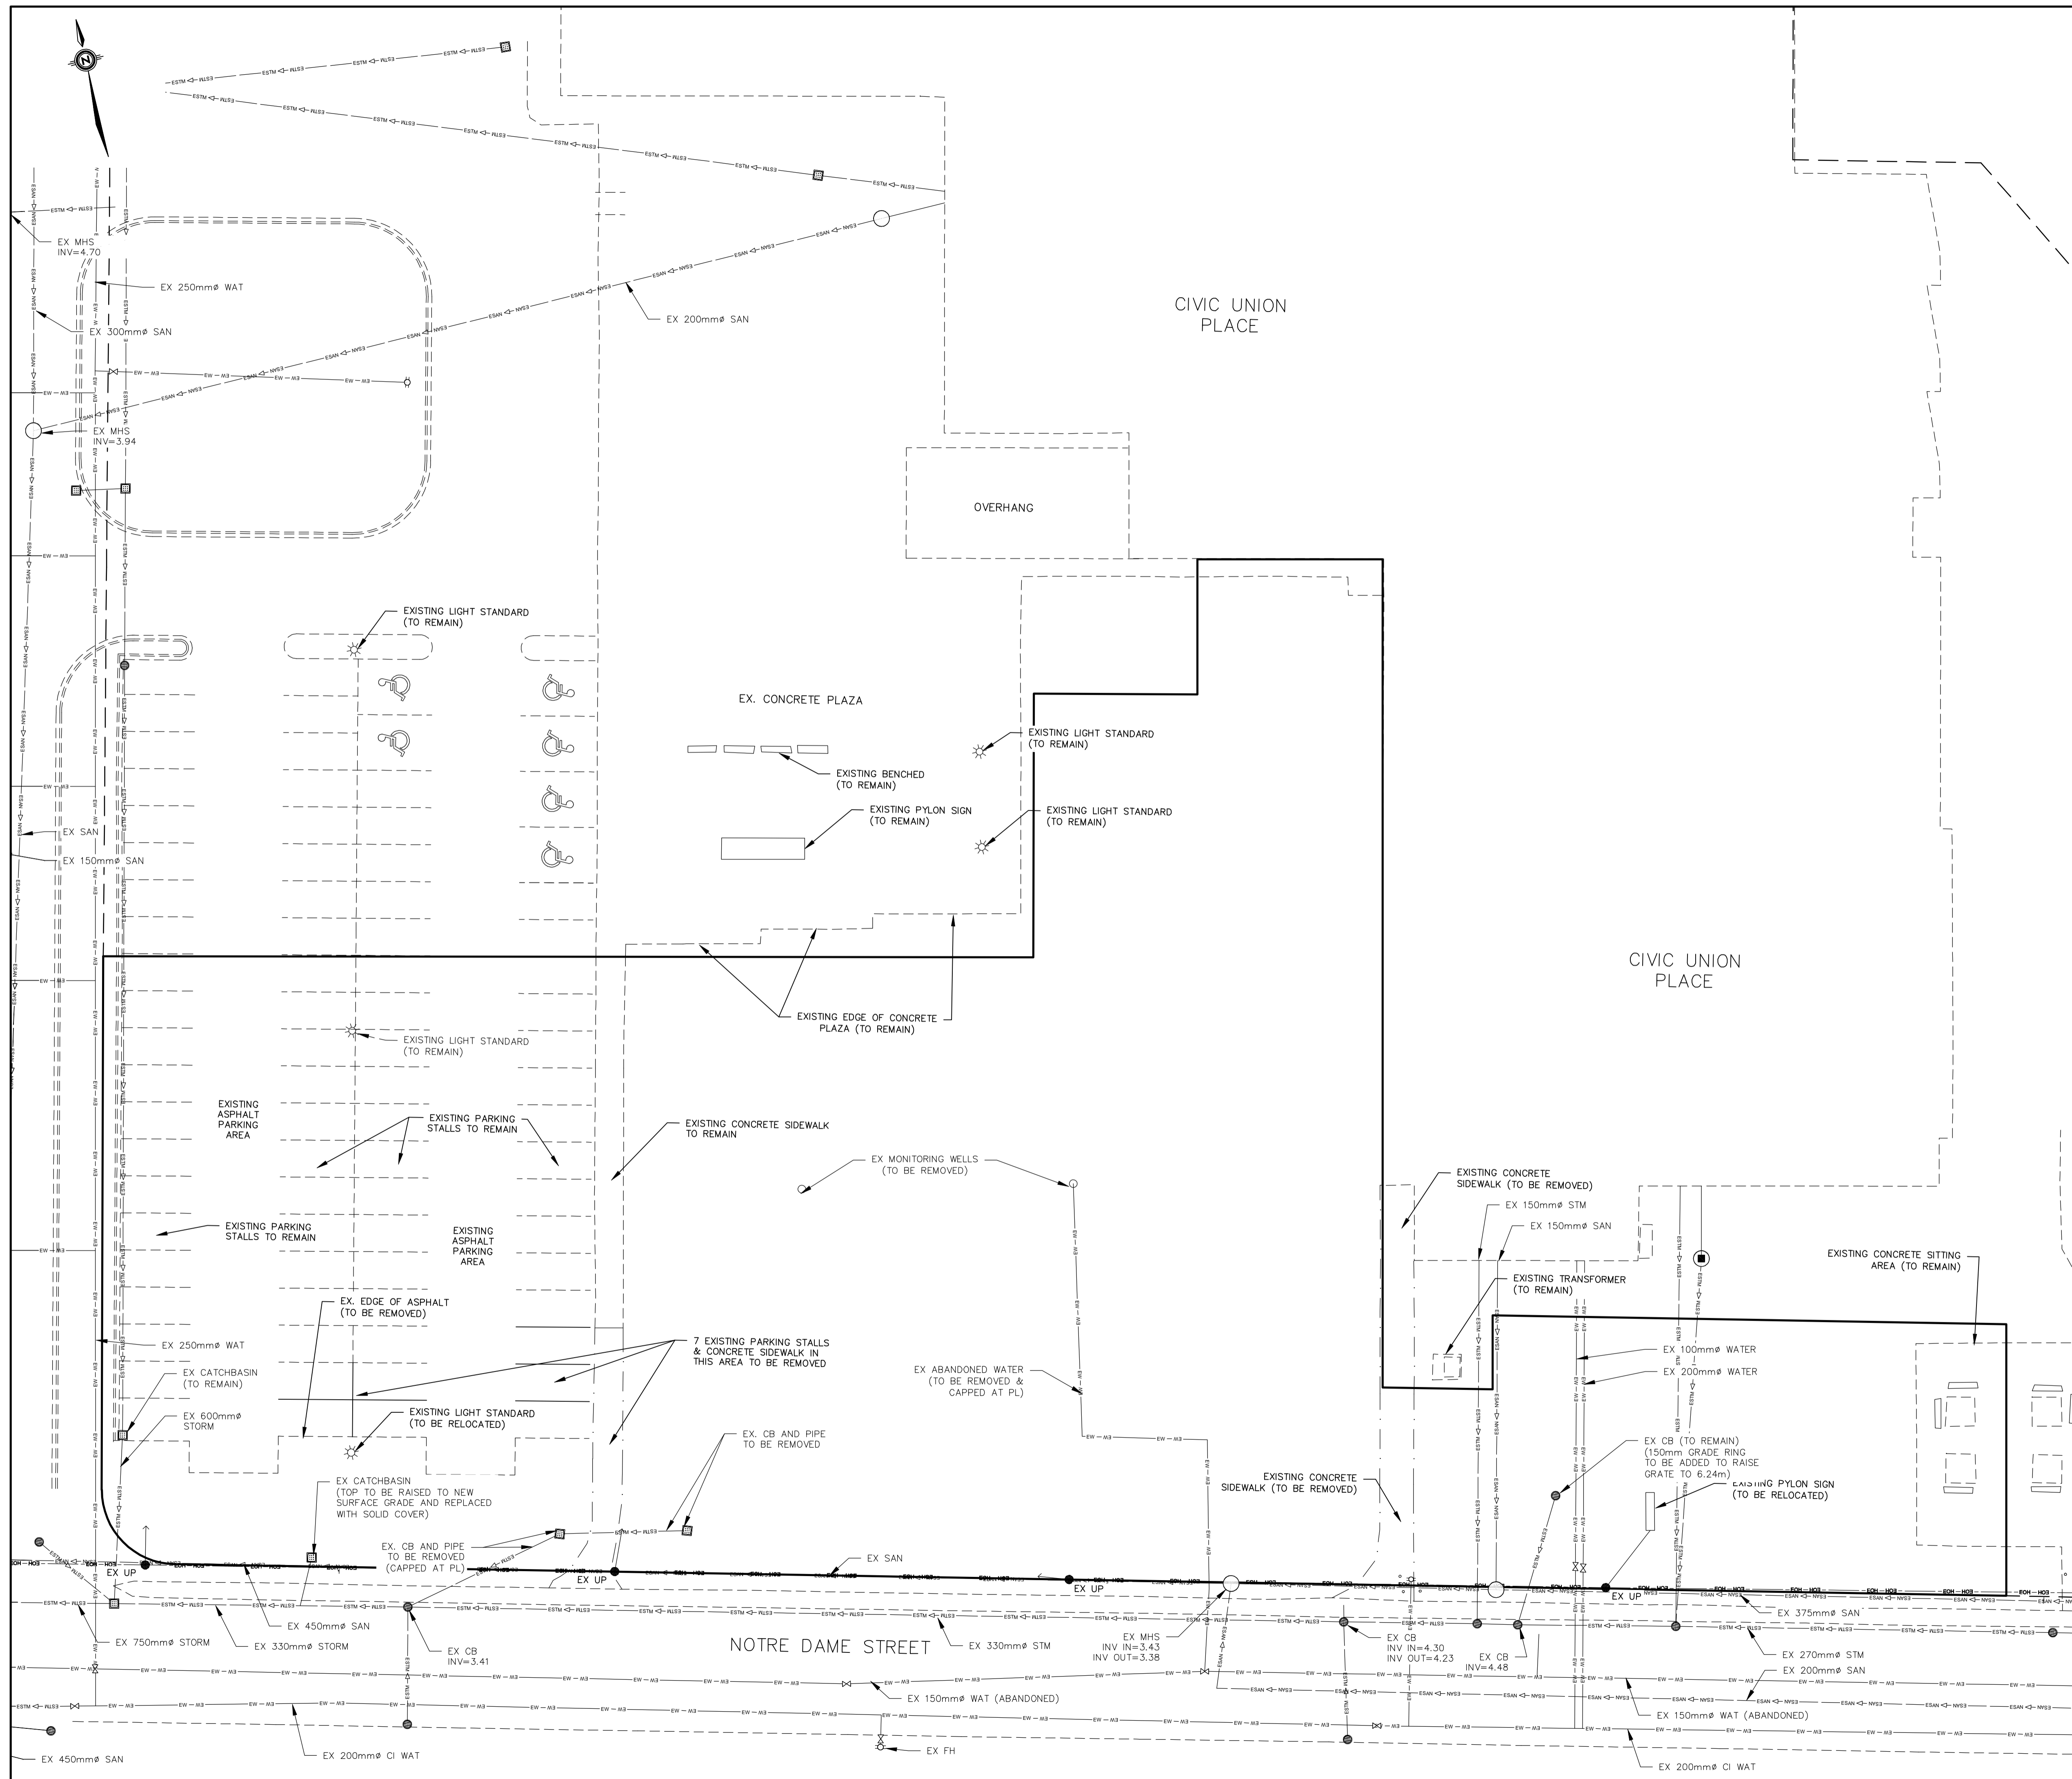 N
EX MHS
INV=4.70
EX 250mmø WAT
EX 300mmø SAN
EX 200mmø SAN
CIVIC UNION
PLACE
EX MHS
INV=3.94
OVERHANG
EXISTING LIGHT STANDARD
(TO REMAIN)
EX. CONCRETE PLAZA
EXISTING LIGHT STANDARD
(TO REMAIN)
EXISTING BENCHED
(TO REMAIN)
EXISTING PYLON SIGN
(TO REMAIN)
EXISTING LIGHT STANDARD
(TO REMAIN)
EX SAN
EX 150mmø SAN
CIVIC UNION
PLACE
EXISTING EDGE OF CONCRETE
PLAZA (TO REMAIN)
EXISTING LIGHT STANDARD
(TO REMAIN)
EXISTING
ASPHALT
PARKING
AREA
EXISTING PARKING
STALLS TO REMAIN
EXISTING CONCRETE SIDEWALK
TO REMAIN
EX MONITORING WELLS
(TO BE REMOVED)
EXISTING CONCRETE
SIDEWALK (TO BE REMOVED)
EX 150mmø STM
EX 150mmø SAN
EXISTING PARKING
STALLS TO REMAIN
EXISTING
ASPHALT
PARKING
AREA
EXISTING CONCRETE SITTING
AREA (TO REMAIN)
EXISTING TRANSFORMER
(TO REMAIN)
EX. EDGE OF ASPHALT
(TO BE REMOVED)
EX 250mmø WAT
7 EXISTING PARKING STALLS
& CONCRETE SIDEWALK IN
THIS AREA TO BE REMOVED
EX 100mmø WATER
EX 200mmø WATER
EX CATCHBASIN
(TO REMAIN)
EX ABANDONED WATER
(TO BE REMOVED &
CAPPED AT PL)
EX 600mmø
STORM
EXISTING LIGHT STANDARD
(TO BE RELOCATED)
EX. CB AND PIPE
TO BE REMOVED
EX CB (TO REMAIN)
(150mm GRADE RING
TO BE ADDED TO RAISE
GRATE TO 6.24m)
EXISTING PYLON SIGN
(TO BE RELOCATED)
EX CATCHBASIN
(TOP TO BE RAISED TO NEW
SURFACE GRADE AND REPLACED
WITH SOLID COVER)
EXISTING CONCRETE
SIDEWALK (TO BE REMOVED)
EX. CB AND PIPE
TO BE REMOVED
(CAPPED AT PL)
EX SAN
EX UP
EX UP
EX UP
EX UP
EX 375mmø SAN
EX 450mmø SAN
EX 750mmø STORM
EX 330mmø STORM
EX CB
INV=3.41
NOTRE DAME STREET
EX 330mmø STM
EX MHS
INV IN=3.43
INV OUT=3.38
EX CB
INV IN=4.30
INV OUT=4.23
EX CB
INV=4.48
EX 270mmø STM
EX 200mmø SAN
EX 150mmø WAT (ABANDONED)
EX 150mmø WAT (ABANDONED)
EX 450mmø SAN
EX 200mmø CI WAT
EX FH
EX 200mmø CI WAT